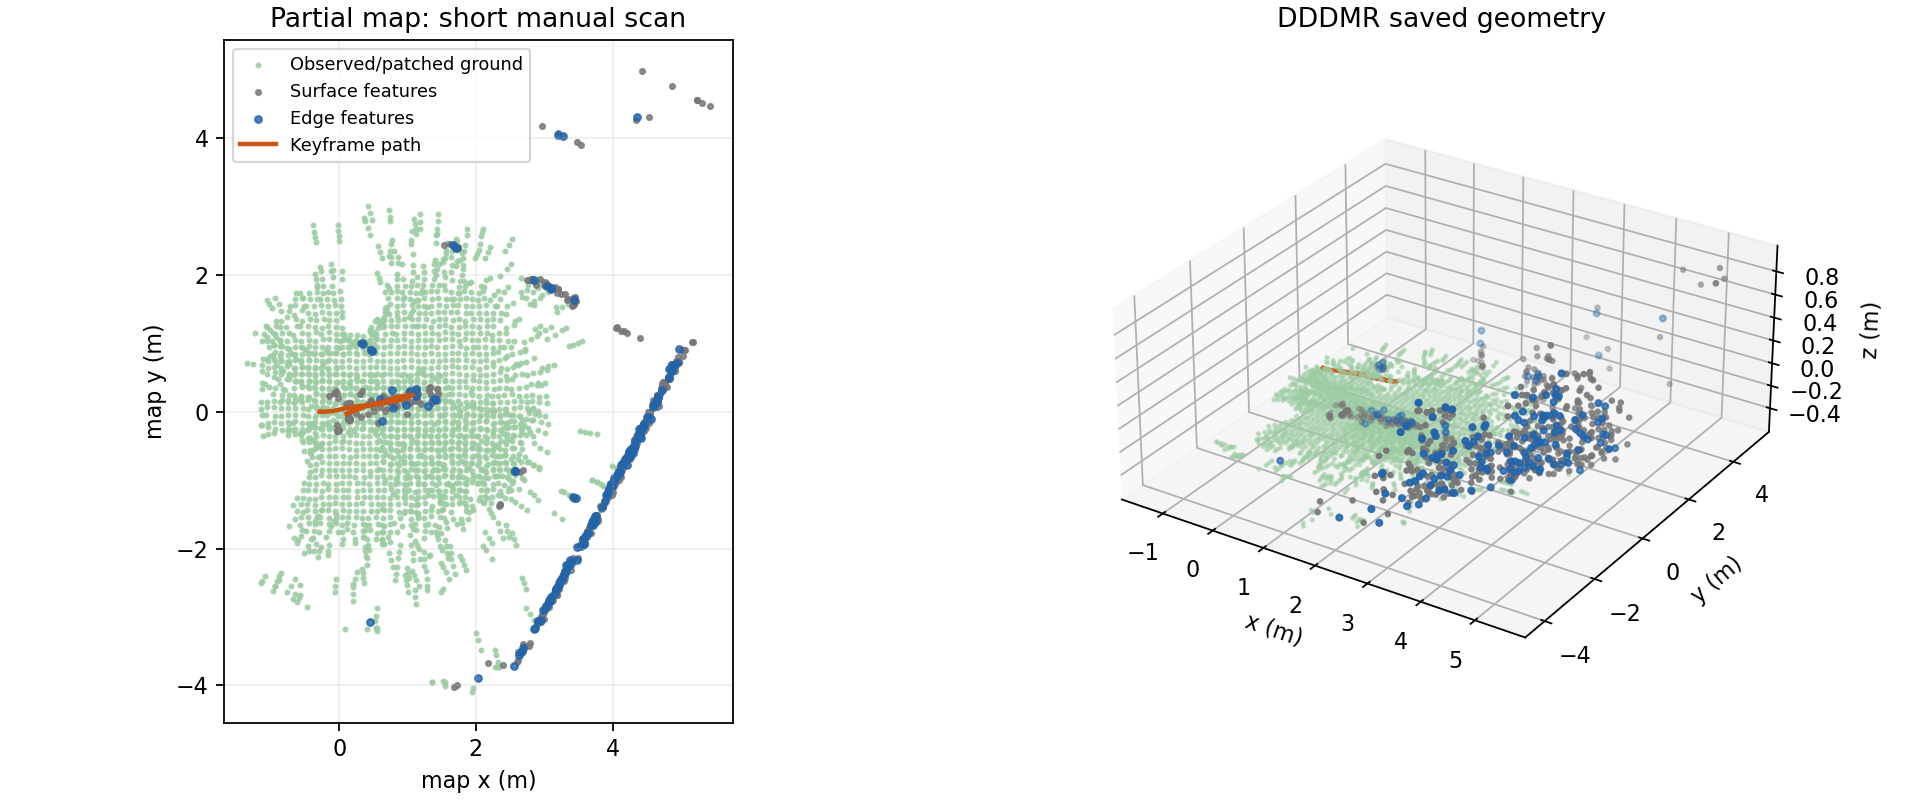 Partial map: short manual scan
Observed/patched ground
Surface features
Edge features
Keyframe path
4
2
0
−2
−4
map y (m)
0
2
4
map x (m)
DDDMR saved geometry
0.8
0.6
0.4
0.2
0.0
−0.2
−0.4
z (m)
−1
0
1
2
3
4
5
x (m)
4
2
0
−2
−4
y (m)